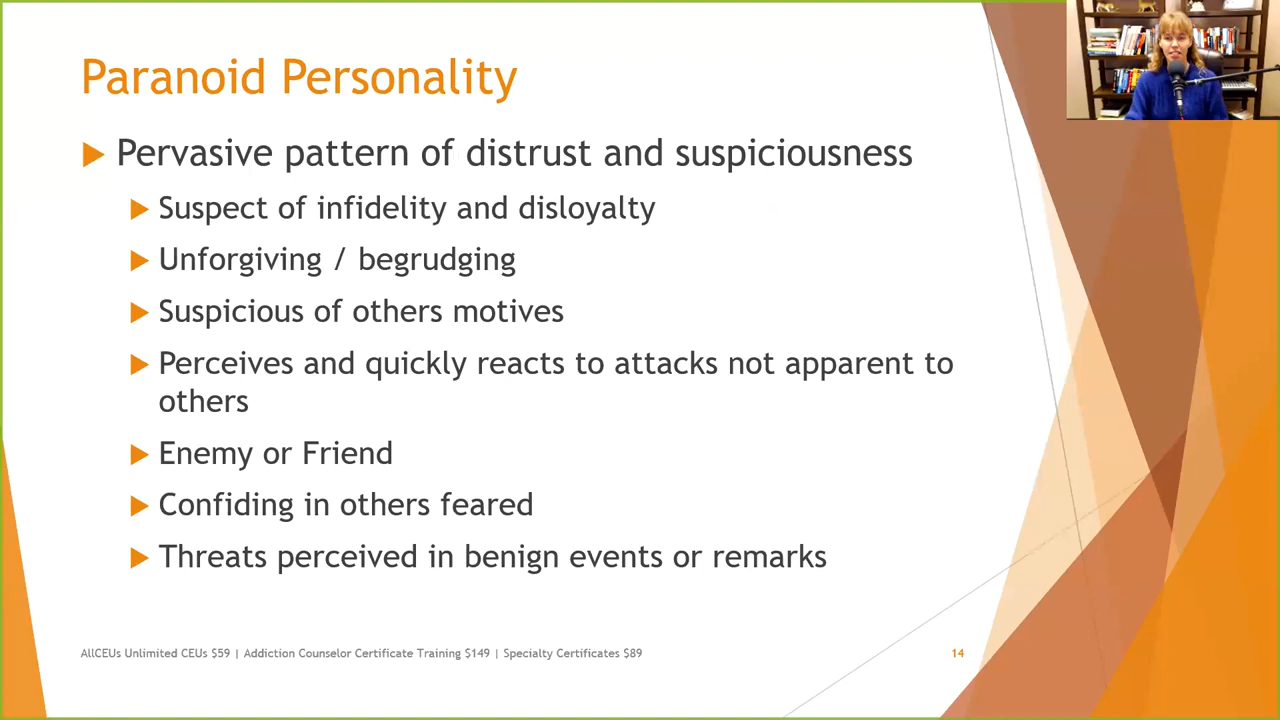 Paranoid Personality
Pervasive pattern of distrust and suspiciousness
Suspect of infidelity and disloyalty
Unforgiving / begrudging
Suspicious of others motives
Perceives and quickly reacts to attacks not apparent to
others
Enemy or Friend
Confiding in others feared
Threats perceived in benign events or remarks
AllCEUs Unlimited CEUs $59 | Addiction Counselor Certificate Training $149 | Specialty Certificates $89
14